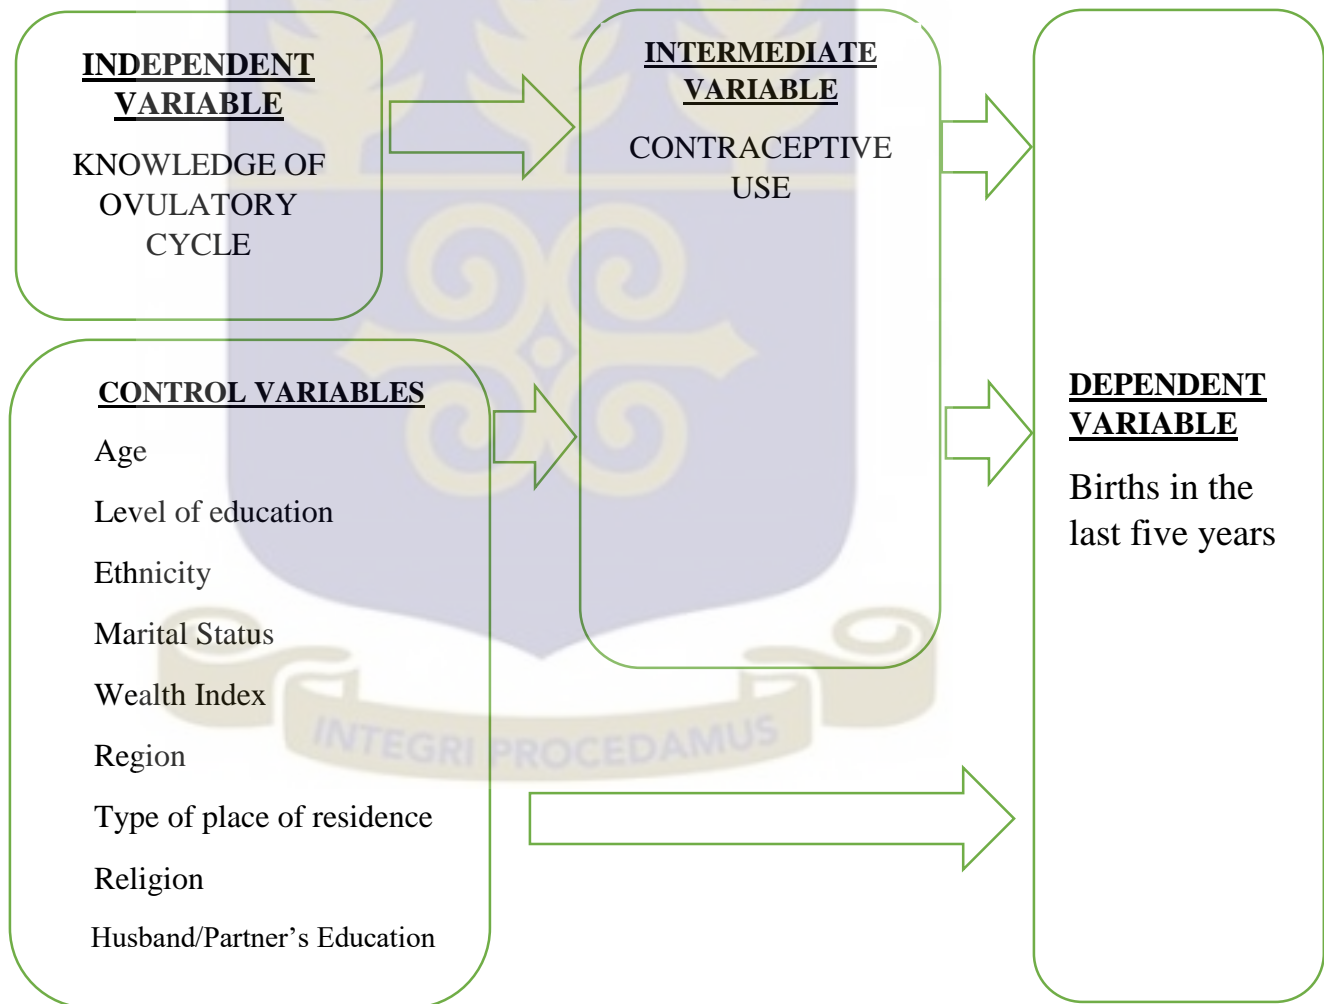 INDEPENDENT
VARIABLE
KNOWLEDGE OF
OVULATORY
CYCLE
INTERMEDIATE
VARIABLE
CONTRACEPTIVE
USE
CONTROL VARIABLES
Age
Level of education
Ethnicity
Marital Status
Wealth Index
Region
Type of place of residence
Religion
Husband/Partner’s Education
DEPENDENT
VARIABLE
Births in the
last five years
INTEGRI PROCEDAMUS